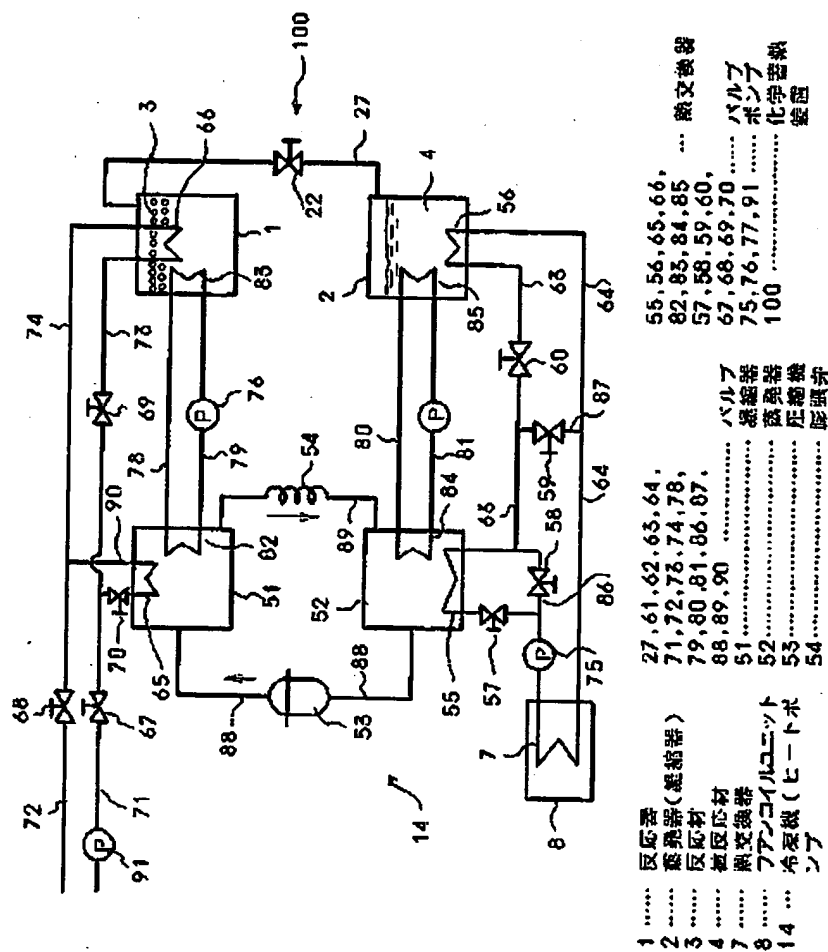 100
74
3
66
73
69
1
83
27
22
4
2
56
85
63
64
60
78
79
76
P
80
81
P
54
89
90
82
51
70
65
84
52
63
87
59
64
58
86
57
55
68
67
72
71
P
91
88
88
53
75
P
7
8
14
1 …… 反応器
2 …… 蒸発器(凝縮器)
3 …… 反応材
4 …… 被反応材
7 …… 熱交換器
8 …… フアンコイルユニット
14 … 冷凍機(ヒートポ
ンプ
27,61,62,63,64,
71,72,73,74,78,
79,80,81,86,87,
88,89,90 ……… バルブ
51 ……… 凝縮器
52 ……… 蒸発器
53 ……… 圧縮機
54 ……… 膨張弁
55,56,65,66,
82,83,84,85 … 熱交換器
57,58,59,60,
67,68,69,70 …… バルブ
75,76,77,91 …… ポンプ
100 ……… 化学蓄熱
装置